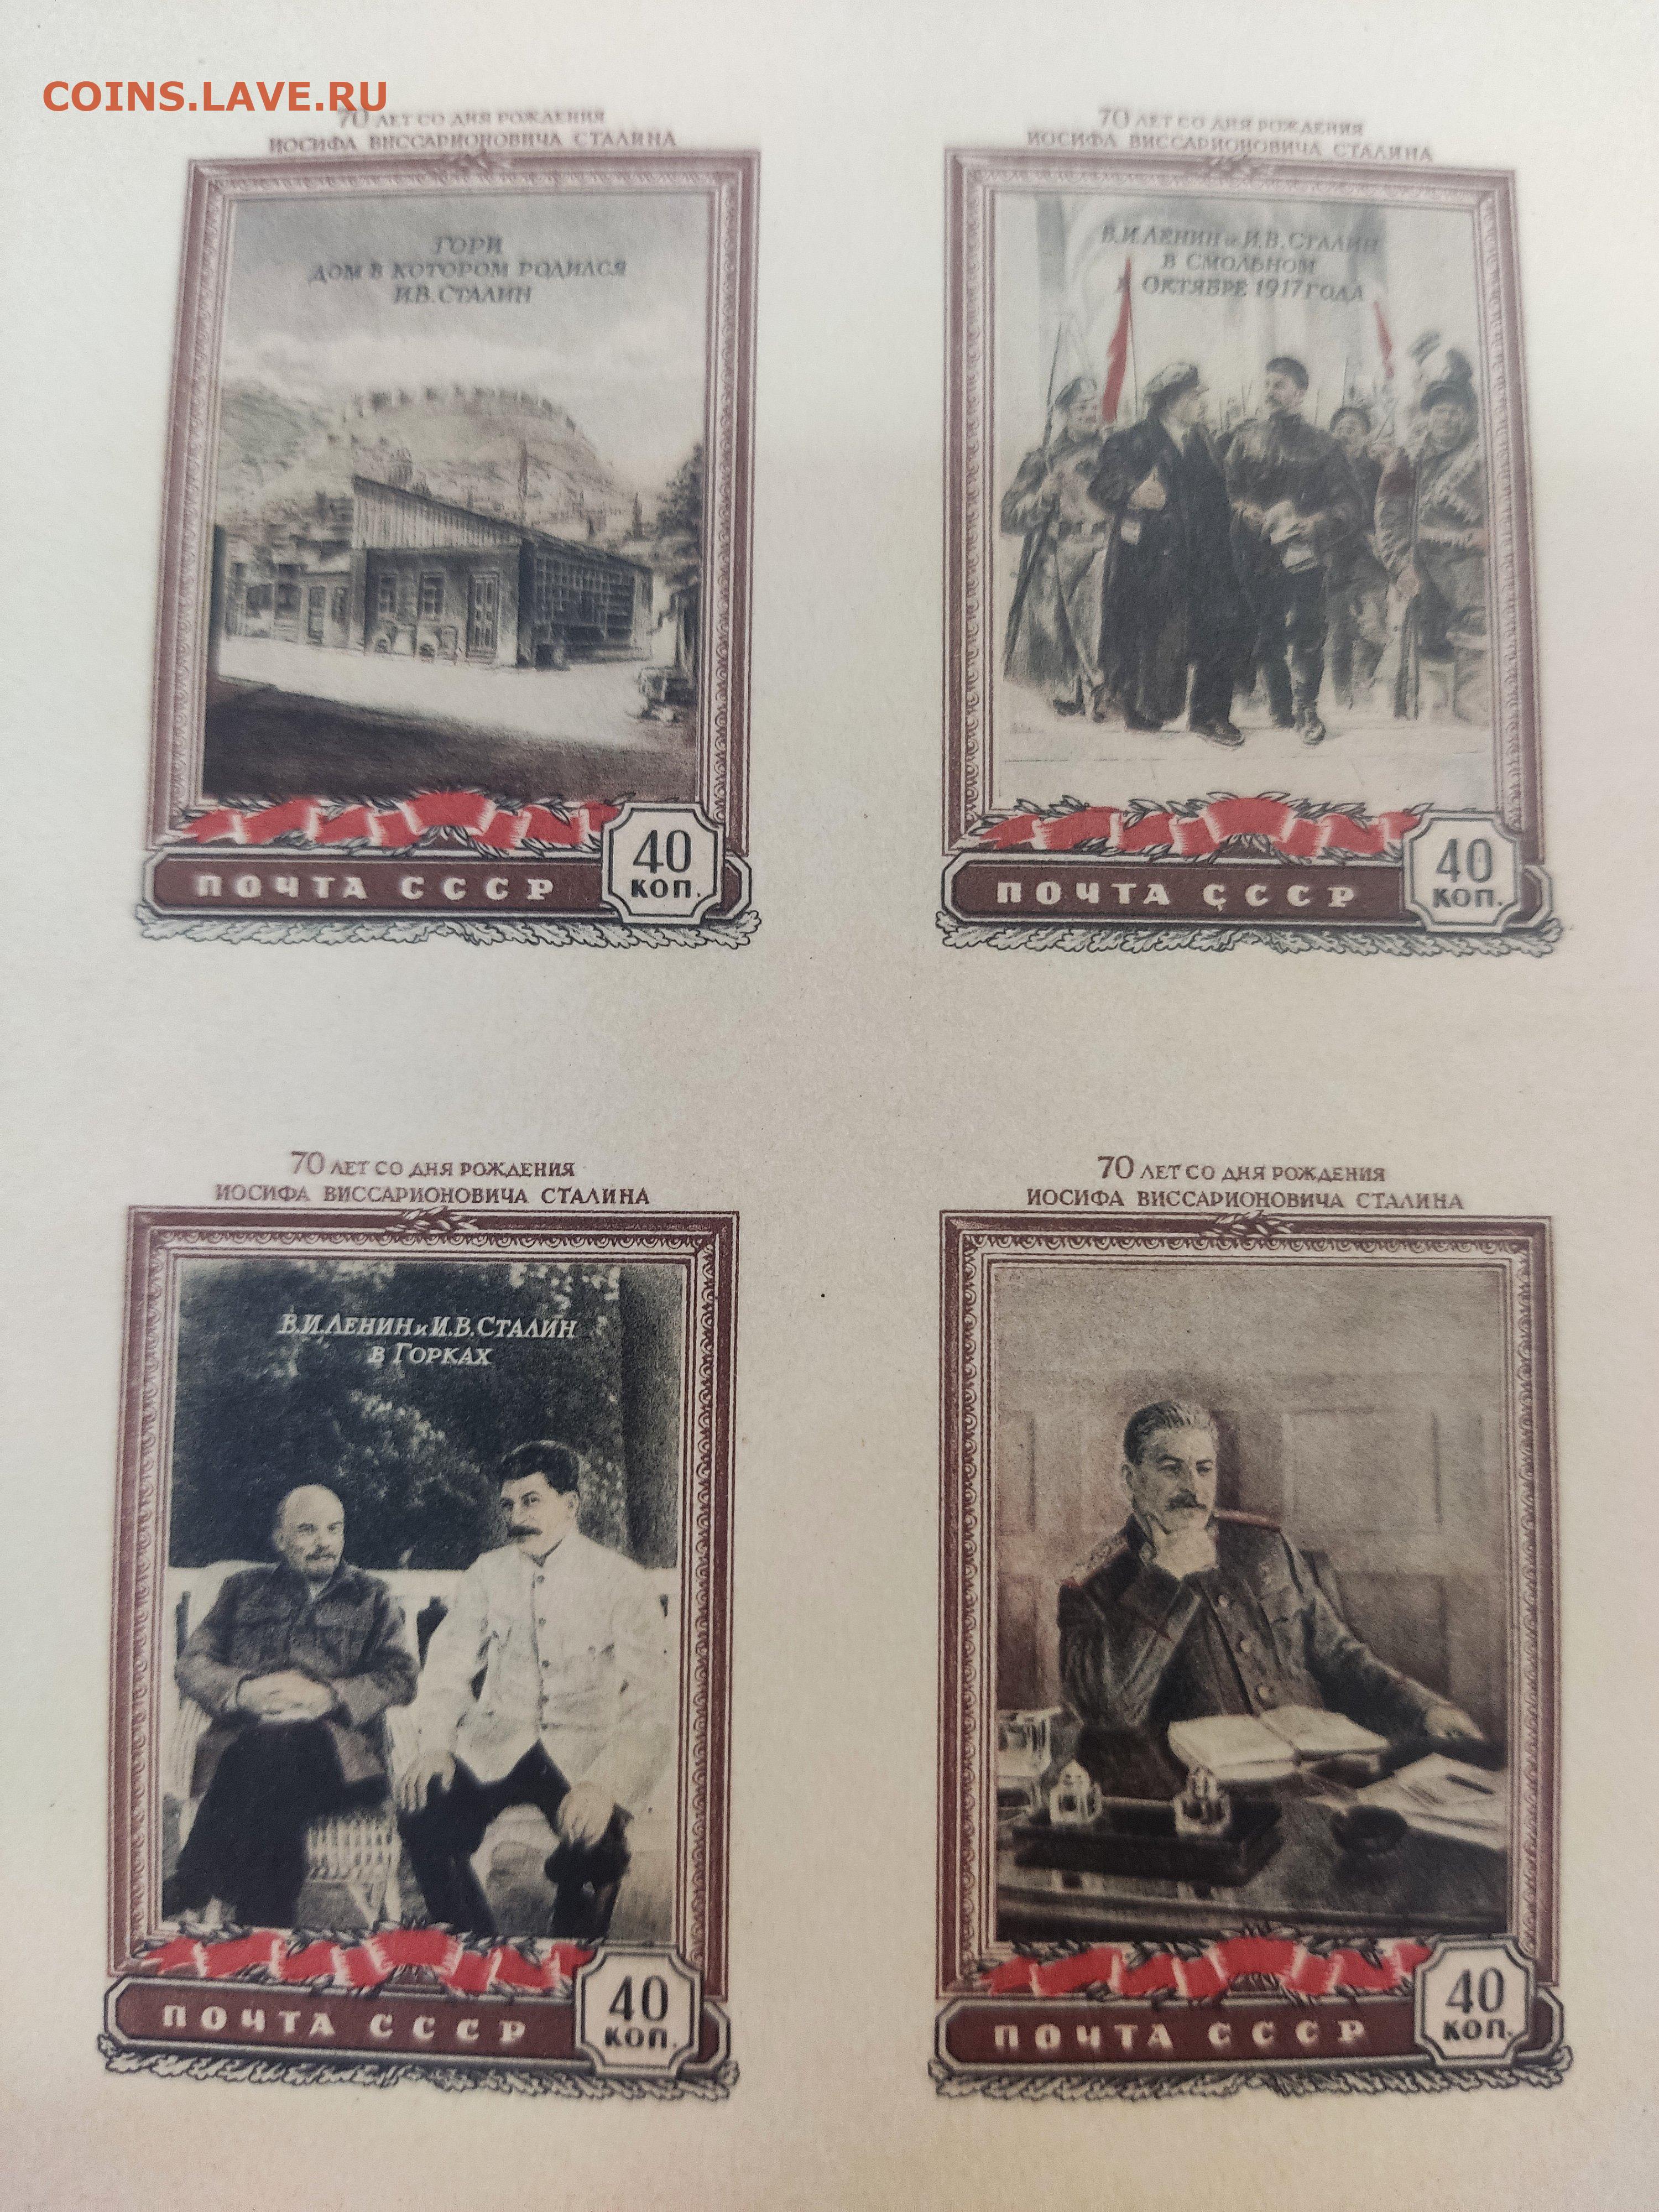 COINS.LAVE.RU
70 ЛЕТ СО ДНЯ РОЖДЕНИЯ
ИОСИФА ВИССАРИОНОВИЧА СТАЛИНА
ГОРИ
ДОМ В КОТОРОМ РОДИЛСЯ
И.В. СТАЛИН
ПОЧТА СССР
40
КОП.
70 ЛЕТ СО ДНЯ РОЖДЕНИЯ
ИОСИФА ВИССАРИОНОВИЧА СТАЛИНА
В.И. ЛЕНИН и И.В. СТАЛИН
В СМОЛЬНОМ
В ОКТЯБРЕ 1917 ГОДА
ПОЧТА СССР
40
КОП.
70 ЛЕТ СО ДНЯ РОЖДЕНИЯ
ИОСИФА ВИССАРИОНОВИЧА СТАЛИНА
В.И. ЛЕНИН и И.В. СТАЛИН
В ГОРКАХ
ПОЧТА СССР
40
КОП.
70 ЛЕТ СО ДНЯ РОЖДЕНИЯ
ИОСИФА ВИССАРИОНОВИЧА СТАЛИНА
ПОЧТА СССР
40
КОП.